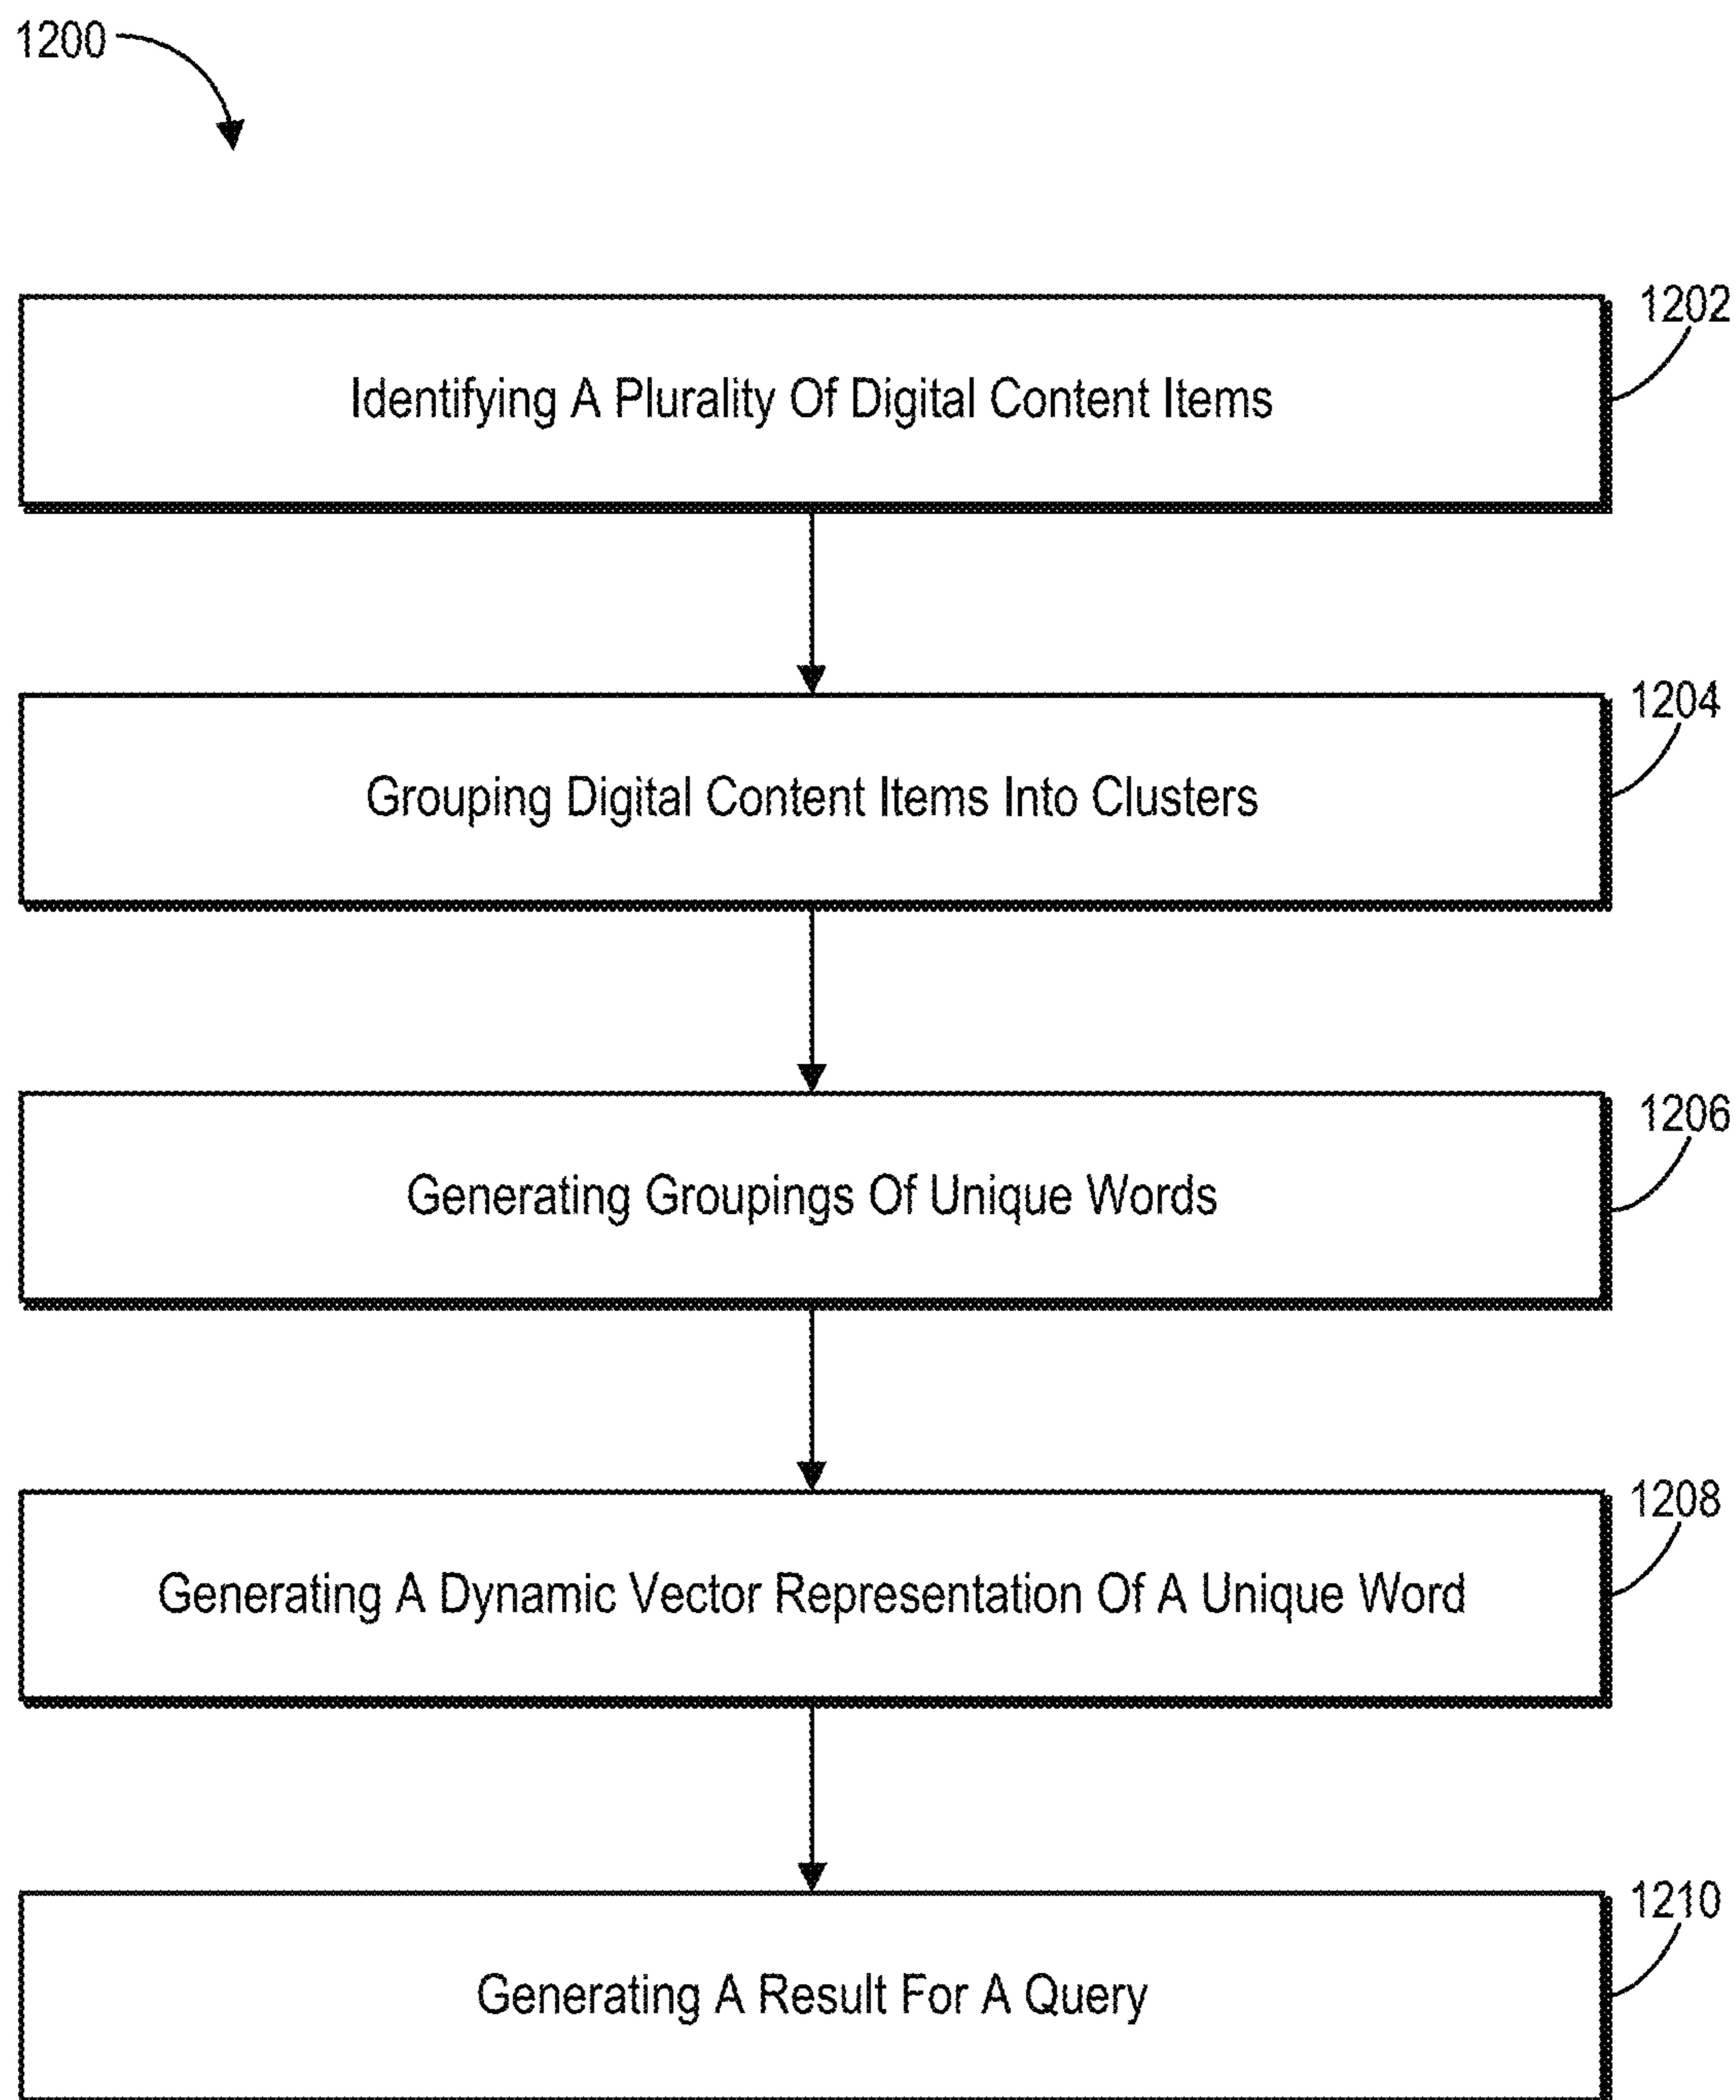 1200
1202
Identifying A Plurality Of Digital Content Items
1204
Grouping Digital Content Items Into Clusters
1206
Generating Groupings Of Unique Words
1208
Generating A Dynamic Vector Representation Of A Unique Word
1210
Generating A Result For A Query